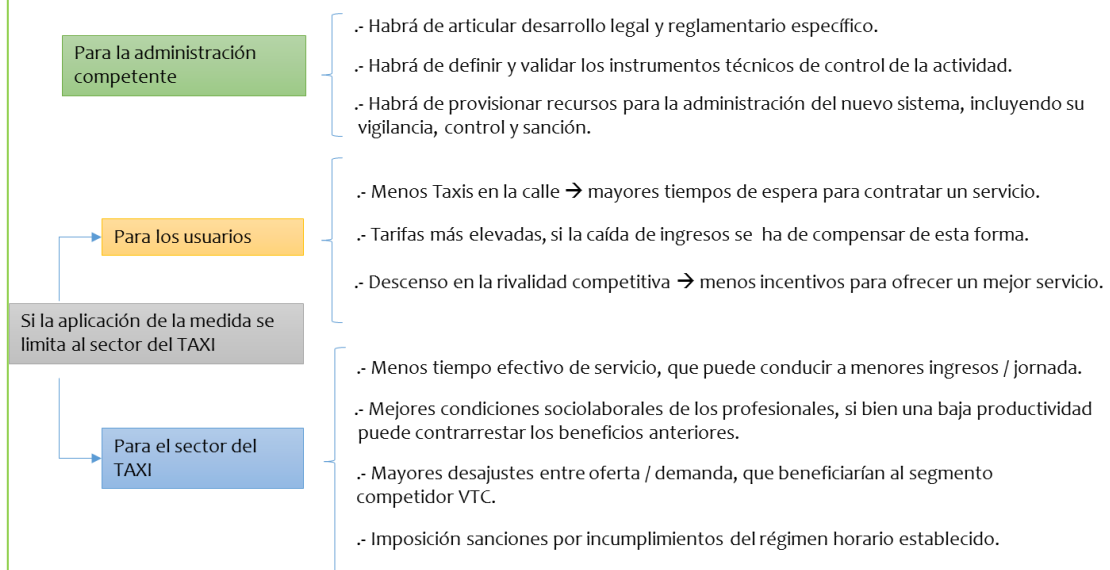 Para la administración
competente
.- Habrá de articular desarrollo legal y reglamentario específico.
.- Habrá de definir y validar los instrumentos técnicos de control de la actividad.
.- Habrá de provisionar recursos para la administración del nuevo sistema, incluyendo su
vigilancia, control y sanción.
Si la aplicación de la medida se
limita al sector del TAXI
Para los usuarios
.- Menos Taxis en la calle → mayores tiempos de espera para contratar un servicio.
.- Tarifas más elevadas, si la caída de ingresos se ha de compensar de esta forma.
.- Descenso en la rivalidad competitiva → menos incentivos para ofrecer un mejor servicio.
Para el sector del
TAXI
.- Menos tiempo efectivo de servicio, que puede conducir a menores ingresos / jornada.
.- Mejores condiciones sociolaborales de los profesionales, si bien una baja productividad
puede contrarrestar los beneficios anteriores.
.- Mayores desajustes entre oferta / demanda, que beneficiarían al segmento
competidor VTC.
.- Imposición sanciones por incumplimientos del régimen horario establecido.